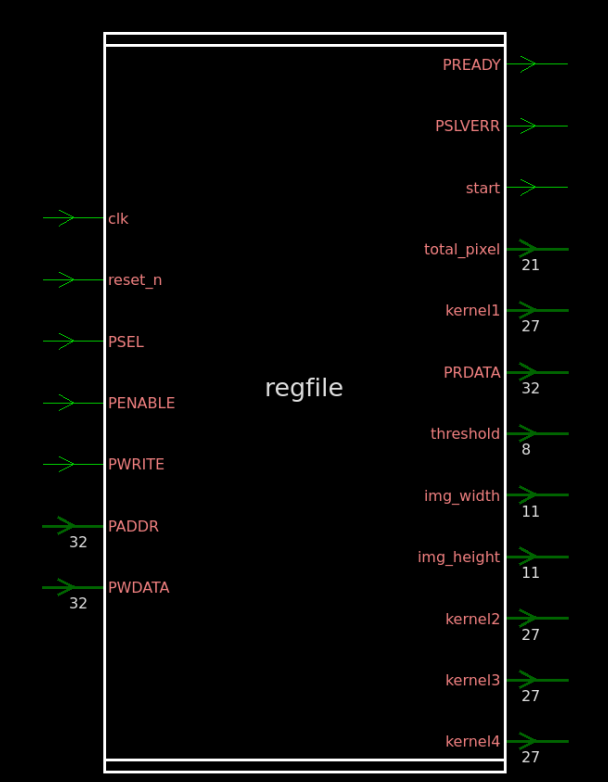 PREADY
PSLVERR
start
clk
total_pixel
21
reset_n
kernel1
27
PSEL
PRDATA
32
regfile
PENABLE
threshold
8
PWRITE
img_width
11
PADDR
32
img_height
11
PWDATA
32
kernel2
27
kernel3
27
kernel4
27